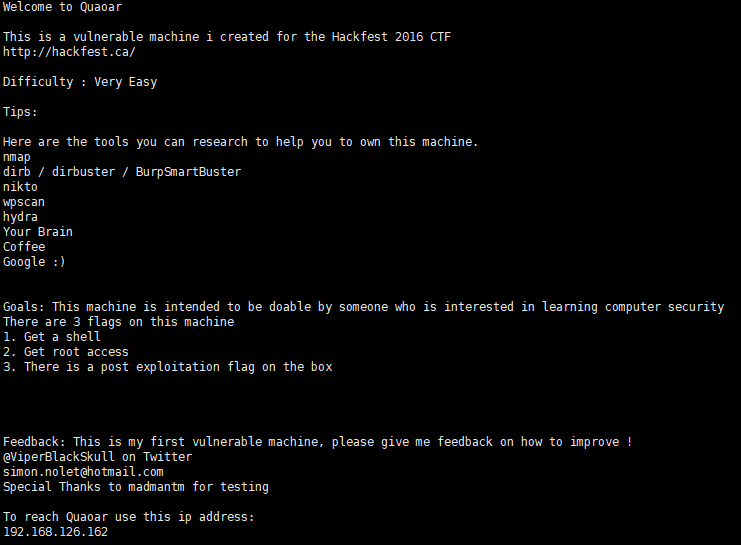 Welcome to Quaoar
This is a vulnerable machine i created for the Hackfest 2016 CTF
http://hackfest.ca/
Difficulty : Very Easy
Tips:
Here are the tools you can research to help you to own this machine.
nmap
dirb / dirbuster / BurpSmartBuster
nikto
wpscan
hydra
Your Brain
Coffee
Google :)
Goals: This machine is intended to be doable by someone who is interested in learning computer security
There are 3 flags on this machine
1. Get a shell
2. Get root access
3. There is a post exploitation flag on the box
Feedback: This is my first vulnerable machine, please give me feedback on how to improve !
@ViperBlackSkull on Twitter
simon.nolet@hotmail.com
Special Thanks to madmantm for testing
To reach Quaoar use this ip address:
192.168.126.162